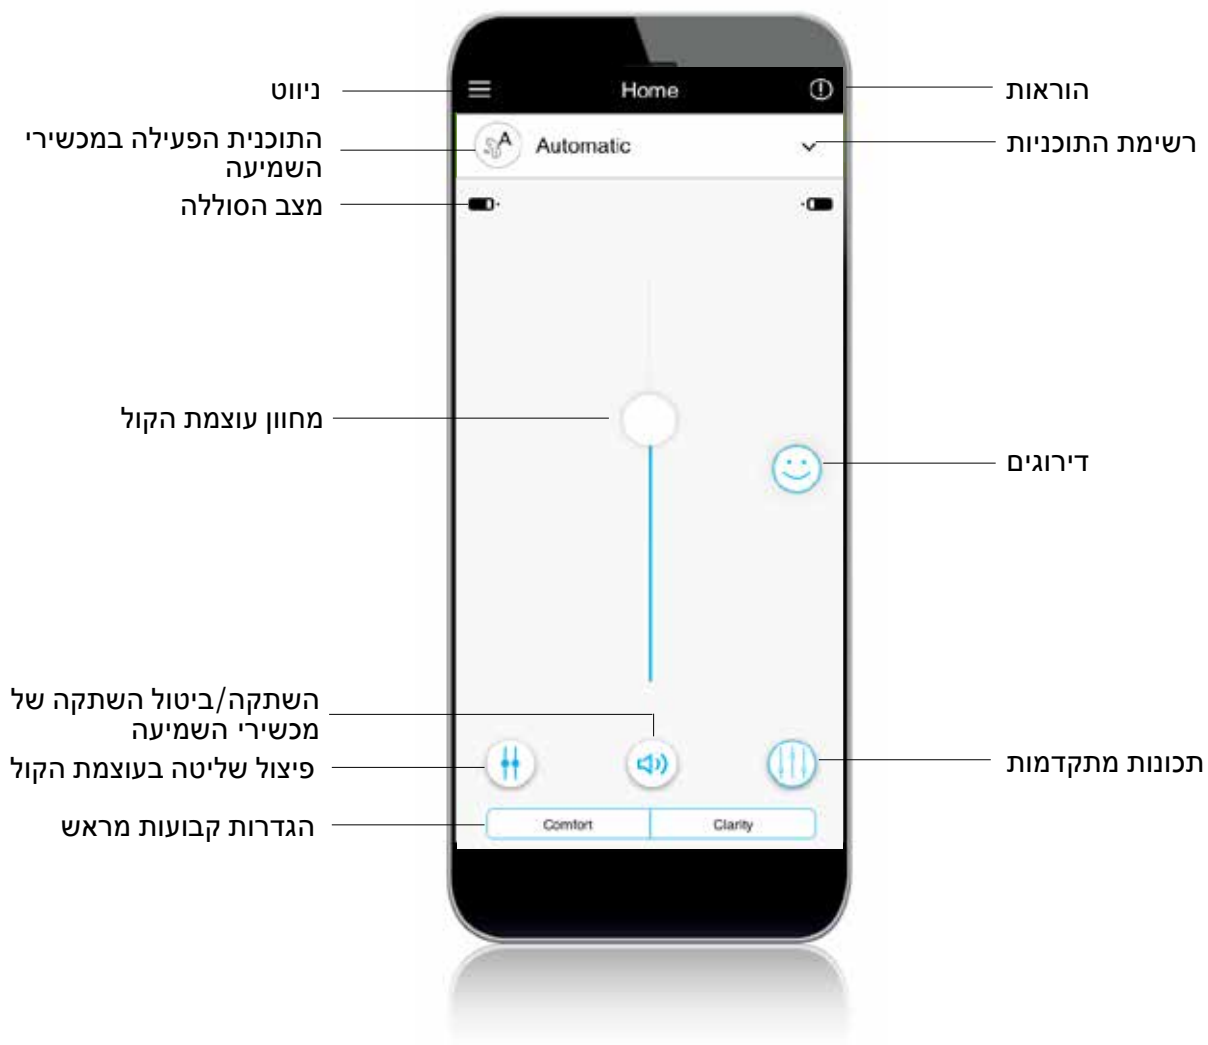 ניווט
Home
הוראות
התוכנית הפעילה במכשירי
השמיעה
A
Automatic
רשימת התוכניות
מצב הסוללה
מחוון עוצמת הקול
דירוגים
השתקה/ביטול השתקה של
מכשירי השמיעה
פיצול שליטה בעוצמת הקול
תכונות מתקדמות
הגדרות קבועות מראש
Comfort
Clarity